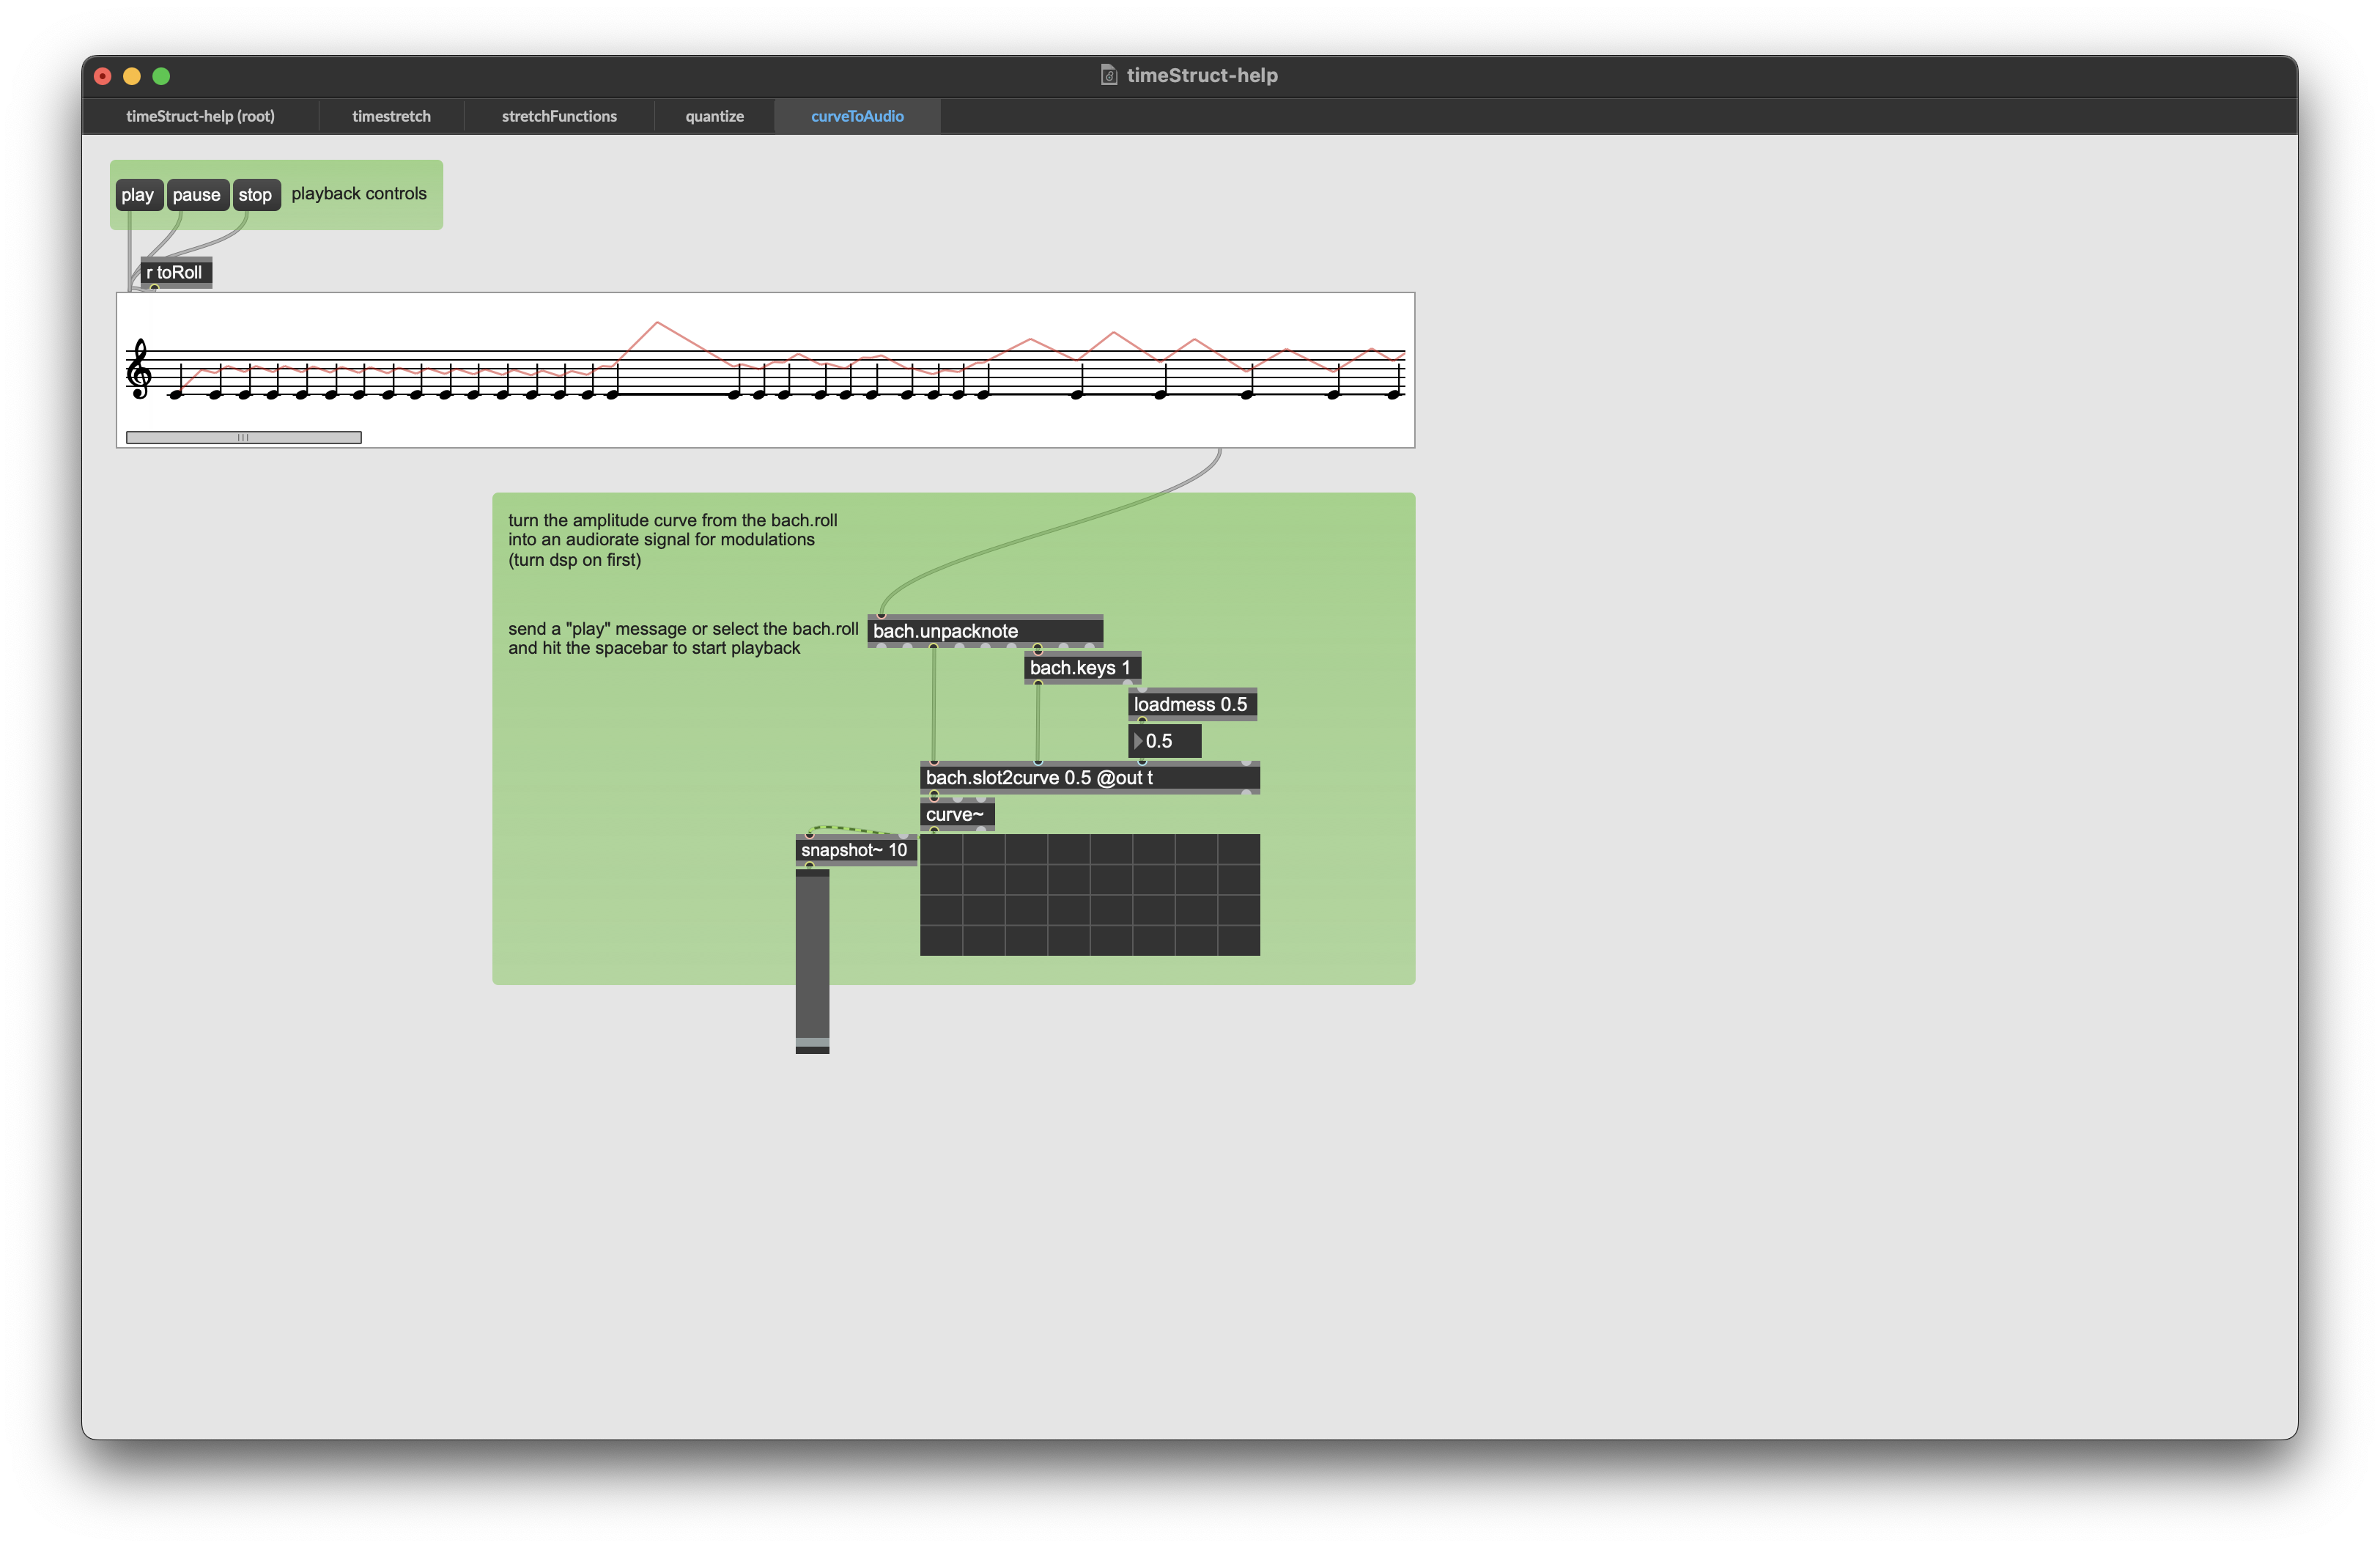 timeStruct-help
timeStruct-help (root)
timestretch
stretchFunctions
quantize
curveToAudio
play
pause
stop
playback controls
r toRoll
turn the amplitude curve from the bach.roll
into an audiorate signal for modulations
(turn dsp on first)
send a "play" message or select the bach.roll
and hit the spacebar to start playback
bach.unpacknote
bach.keys 1
loadmess 0.5
0.5
bach.slot2curve 0.5 @out t
curve~
snapshot~ 10